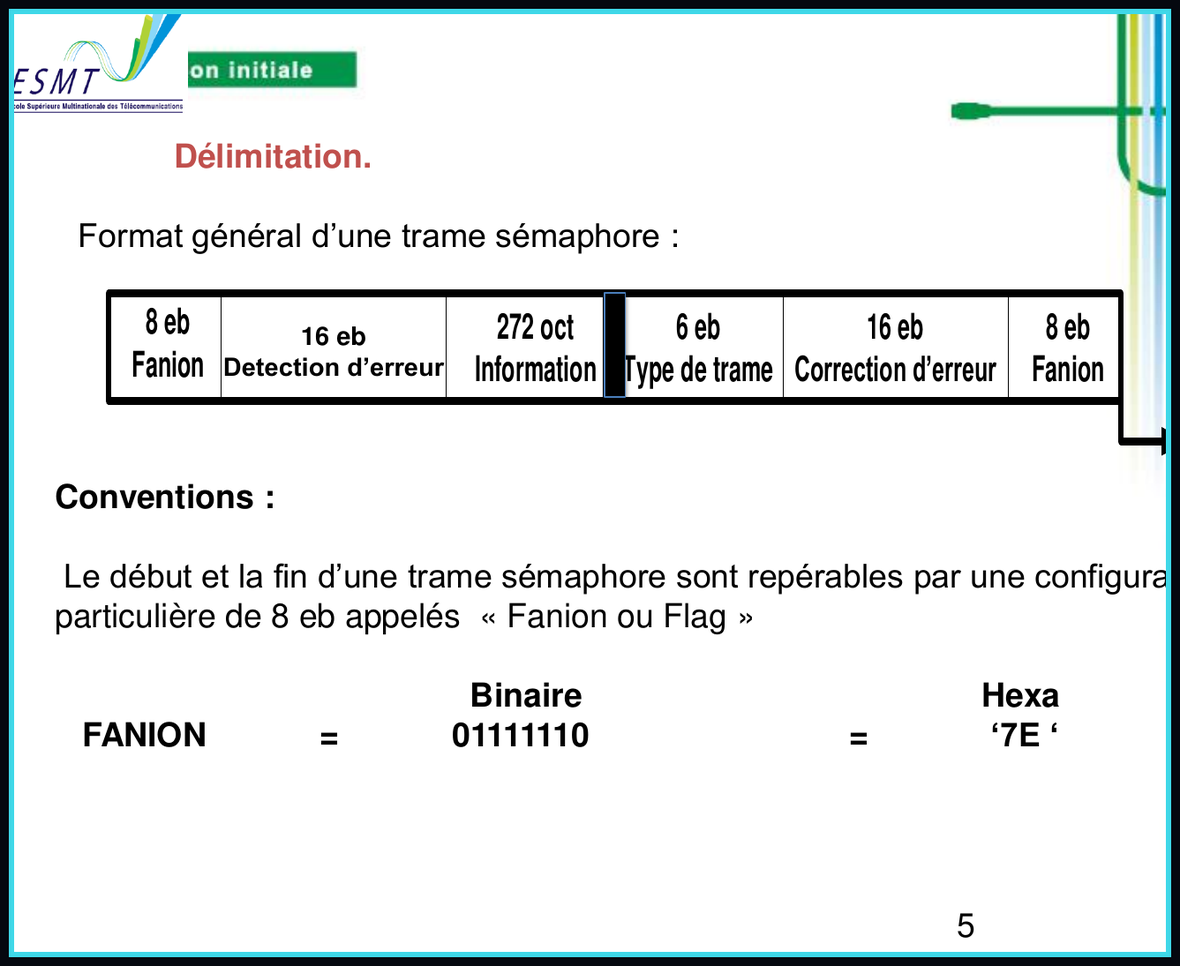 ESMT
cole Supérieure Multinationale des Télécommunications
on initiale
Délimitation.
Format général d’une trame sémaphore :
8 eb
Fanion
16 eb
Detection d’erreur
272 oct
Information
6 eb
Type de trame
16 eb
Correction d’erreur
8 eb
Fanion
Conventions :
Le début et la fin d’une trame sémaphore sont repérables par une configura
particulière de 8 eb appelés « Fanion ou Flag »
Binaire Hexa
FANION = 01111110 = ‘7E ‘
5